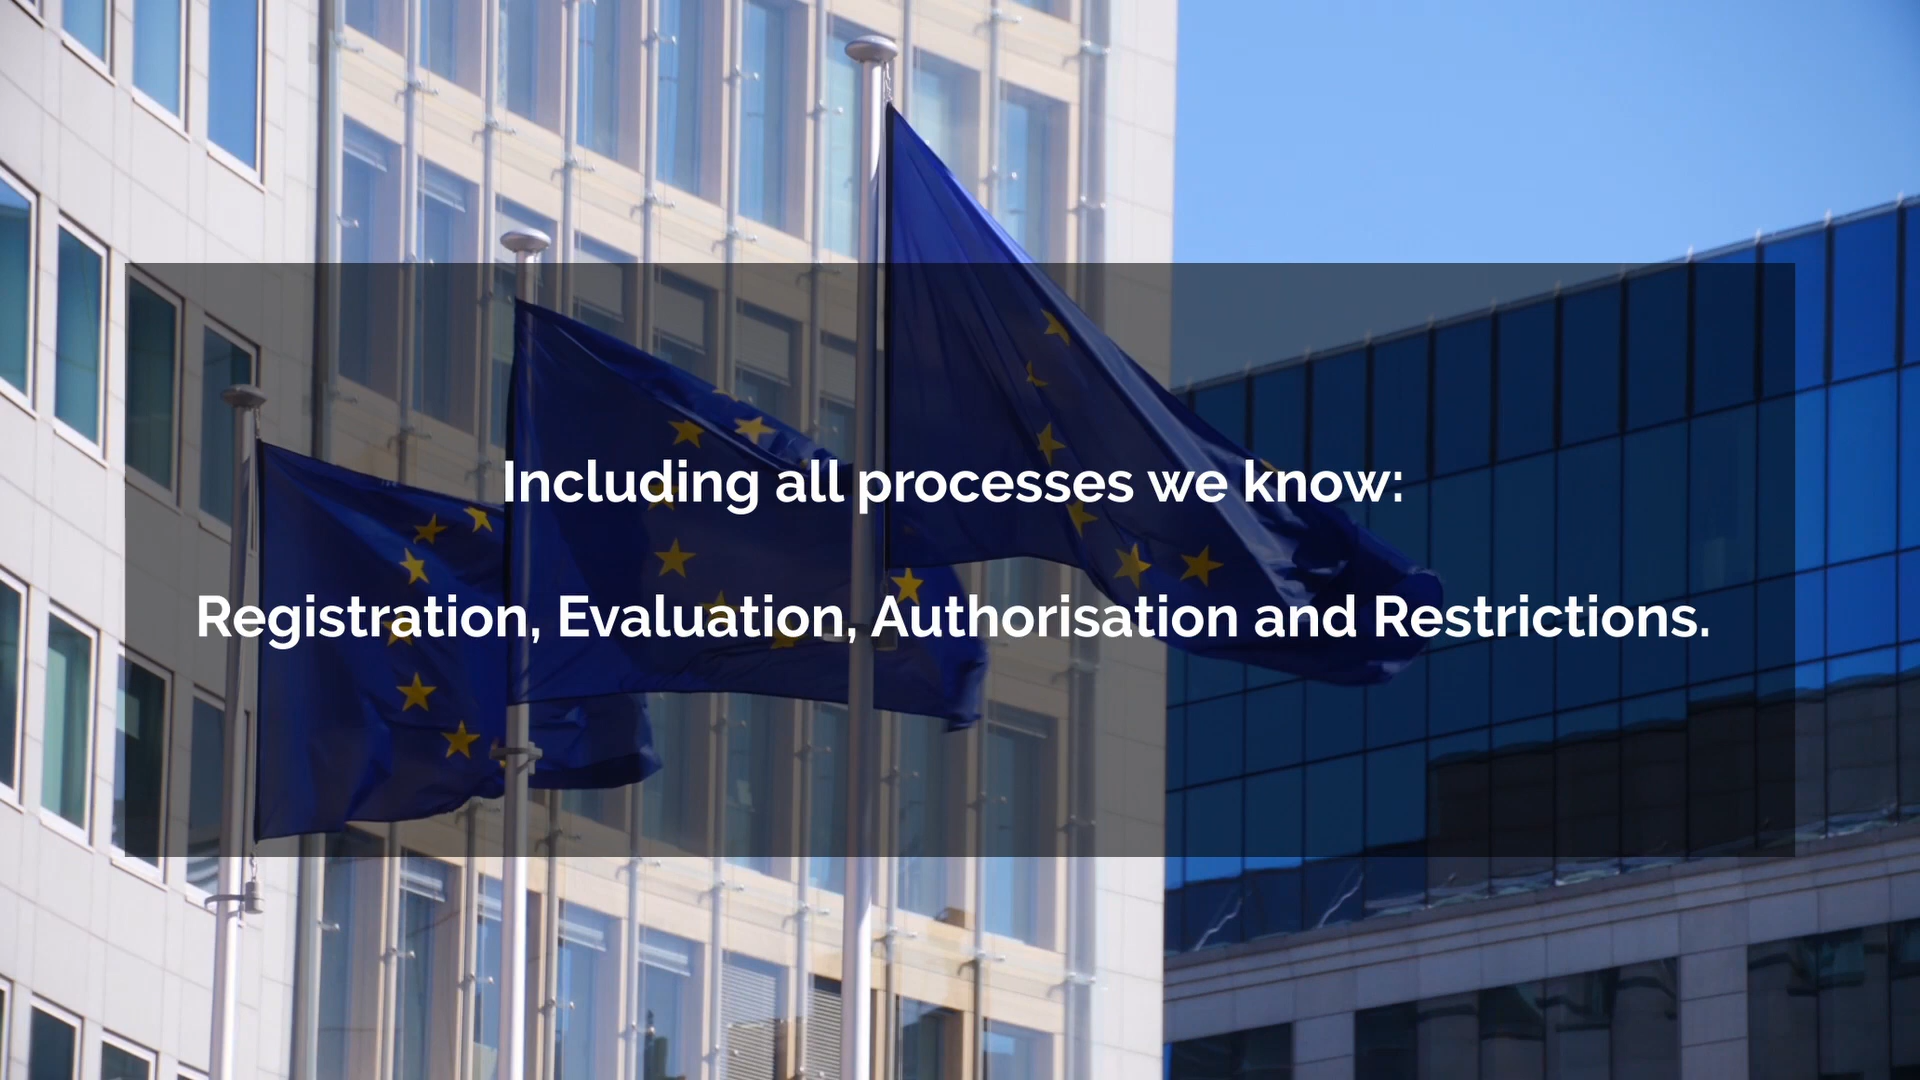 Including all processes we know:
Registration, Evaluation, Authorisation and Restrictions.